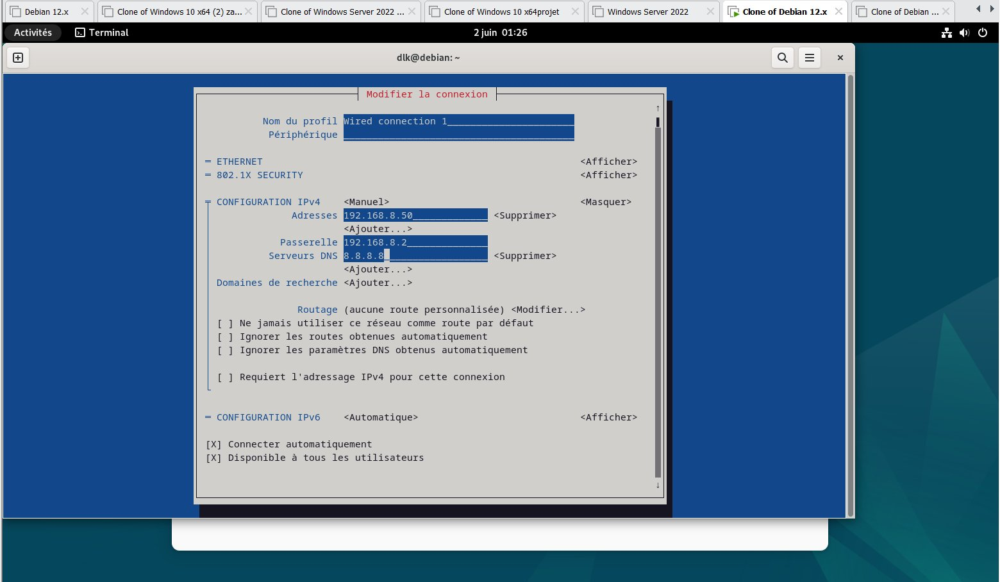 Debian 12.x
Clone of Windows 10 x64 (2) za...
Clone of Windows Server 2022 ...
Clone of Windows 10 x64projet
Windows Server 2022
Clone of Debian 12.x
Clone of Debian ...
Activités
Terminal
2 juin 01:26
dlk@debian: ~
Modifier la connexion
Nom du profil Wired connection 1
Périphérique
ETHERNET <Afficher>
802.1X SECURITY <Afficher>
CONFIGURATION IPv4 <Manuel> <Masquer>
Adresses 192.168.8.50 <Supprimer>
<Ajouter...>
Passerelle 192.168.8.2
Serveurs DNS 8.8.8.8 <Supprimer>
<Ajouter...>
Domaines de recherche <Ajouter...>
Routage (aucune route personnalisée) <Modifier...>
[ ] Ne jamais utiliser ce réseau comme route par défaut
[ ] Ignorer les routes obtenues automatiquement
[ ] Ignorer les paramètres DNS obtenus automatiquement
[ ] Requiert l'adressage IPv4 pour cette connexion
CONFIGURATION IPv6 <Automatique> <Afficher>
[X] Connecter automatiquement
[X] Disponible à tous les utilisateurs